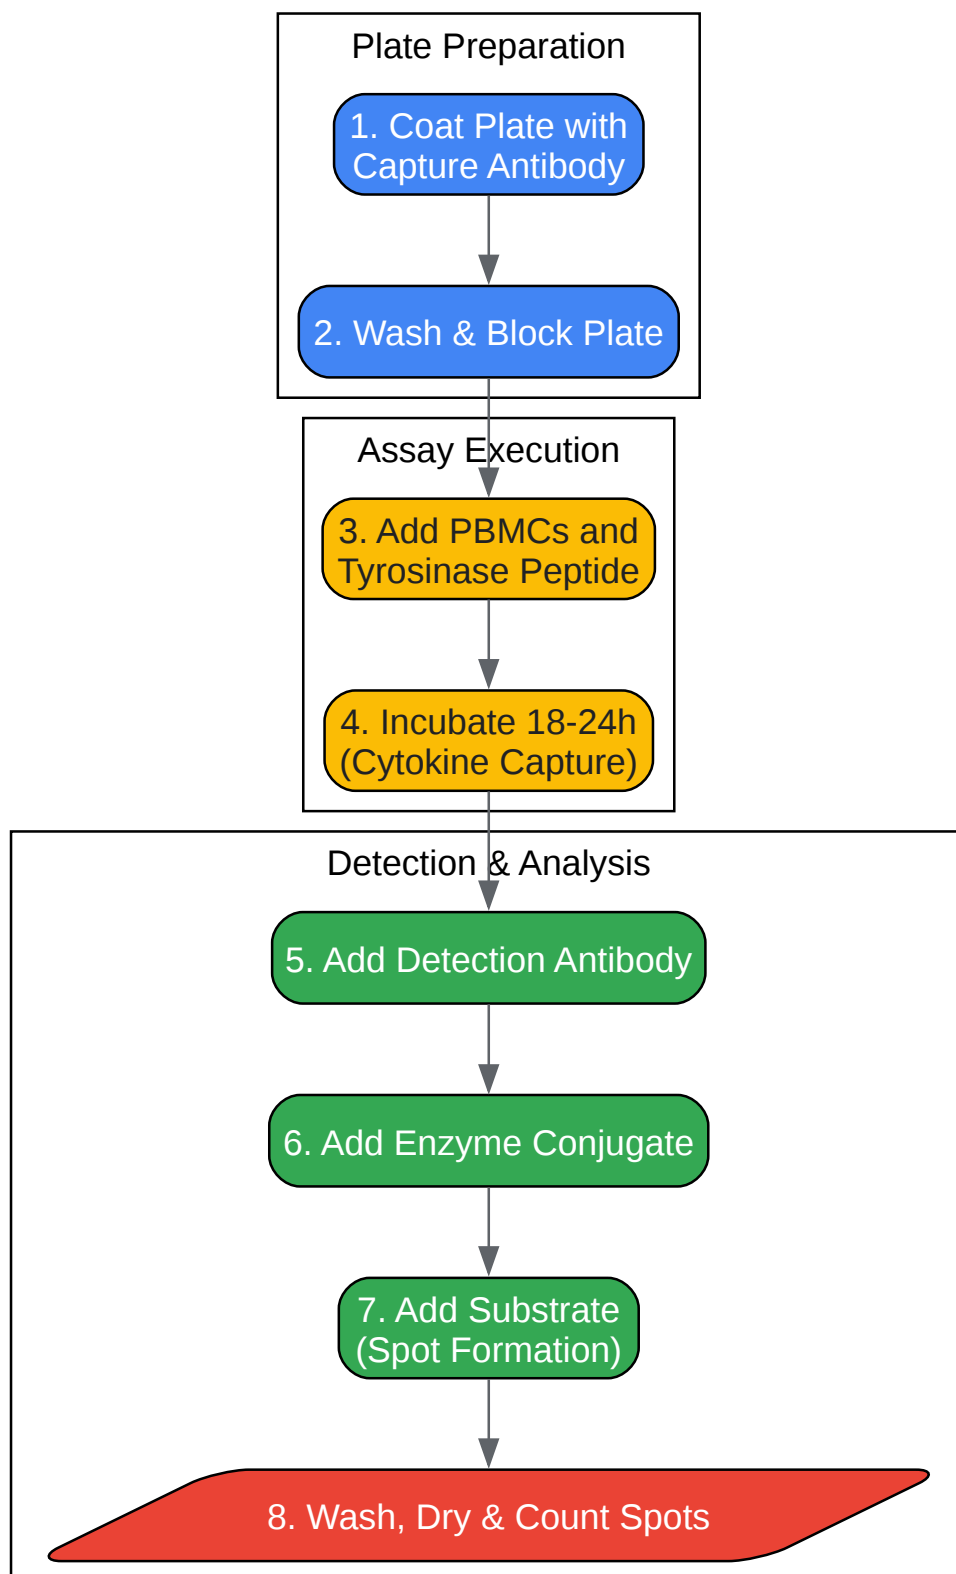 Plate Preparation
1. Coat Plate with
Capture Antibody
2. Wash & Block Plate
Assay Execution
3. Add PBMCs and
Tyrosinase Peptide
4. Incubate 18-24h
(Cytokine Capture)
Detection & Analysis
5. Add Detection Antibody
6. Add Enzyme Conjugate
7. Add Substrate
(Spot Formation)
8. Wash, Dry & Count Spots